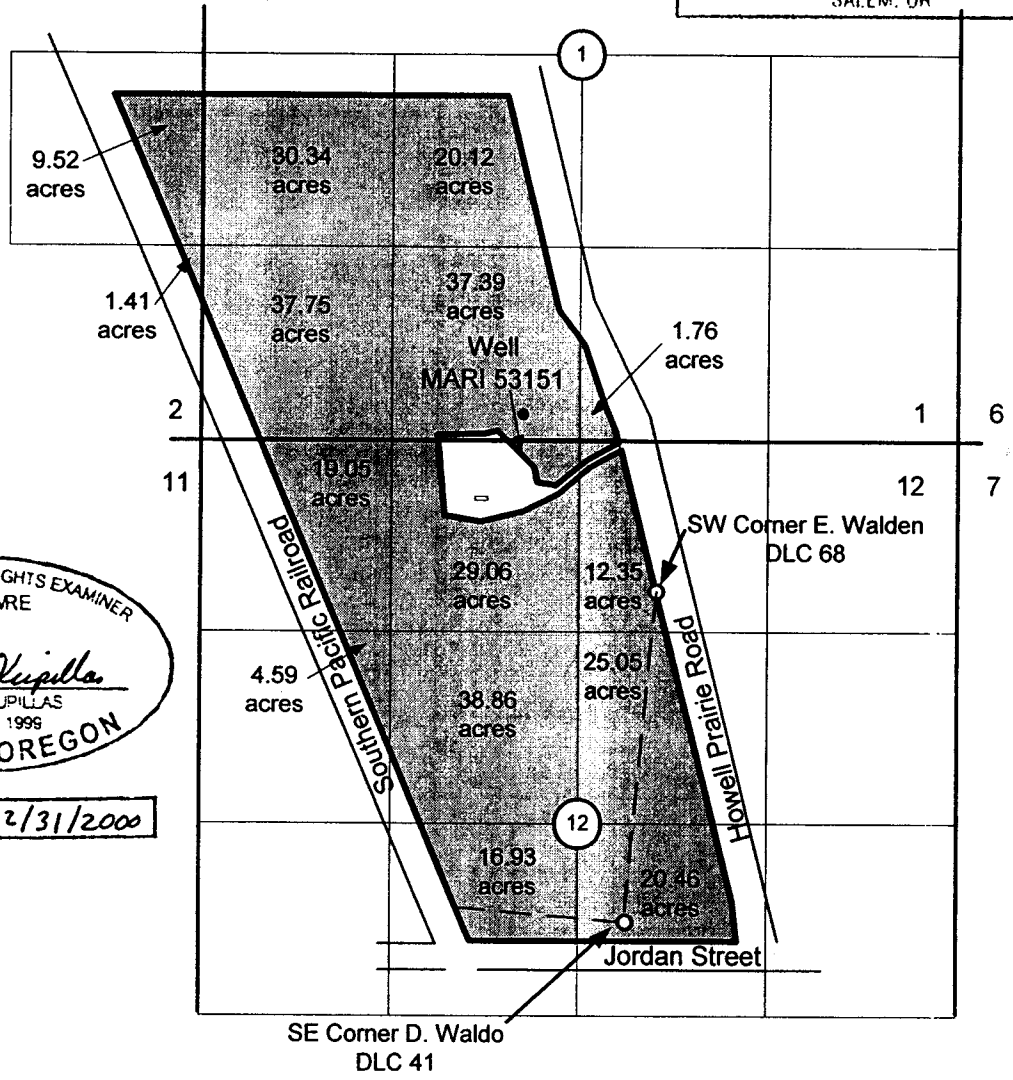 SALEM, OR
1
9.52
acres
30.34
acres
20.12
acres
1.41
acres
37.75
acres
37.39
acres
Well
MARI 53151
1.76
acres
2
1
6
11
12
7
19.05
acres
SW Corner E. Walden
DLC 68
29.06
acres
12.35
acres
GHTS EXAMINER
OREGON
1999
UPILLAS
2/31/2000
4.59
acres
Southern Pacific Railroad
38.86
acres
25.05
acres
Howell Prairie Road
12
16.93
acres
20.46
acres
Jordan Street
SE Corner D. Waldo
DLC 41